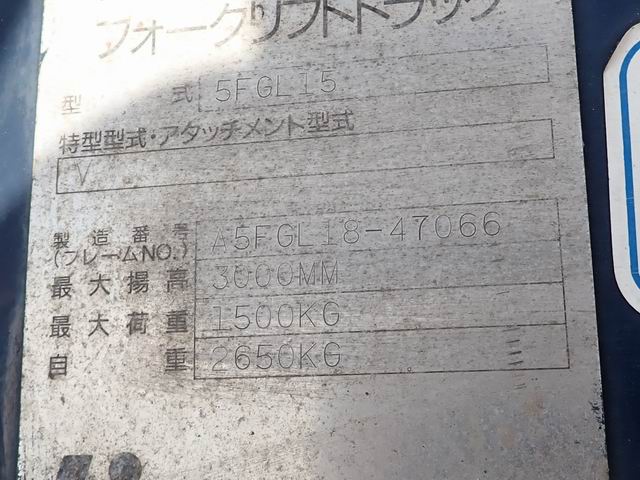 フォークリフトトラック
型式 5FGL15
特型型式・アタッチメント型式
V
製造番号 (フレームNO.) A5FGL18-47066
最大揚高 3000MM
最大荷重 1500KG
自重 2650KG